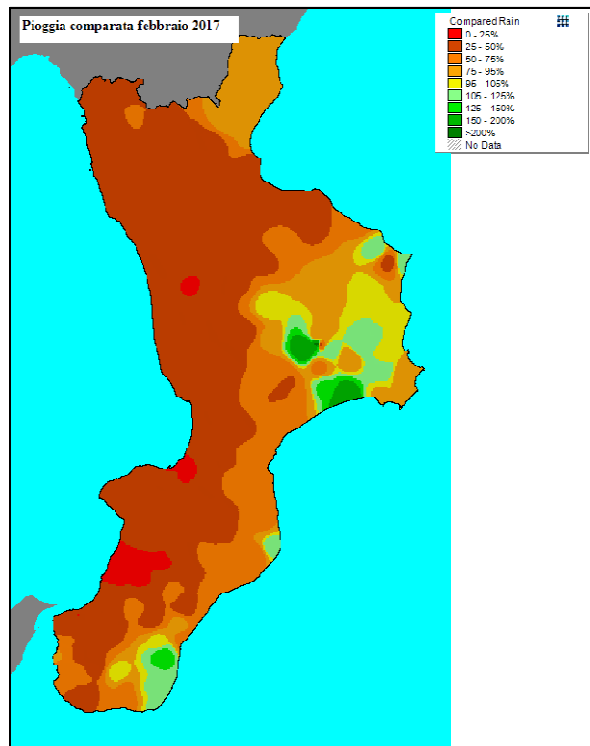 Pioggia comparata febbraio 2017
Compared Rain
0 - 25%
25 - 50%
50 - 75%
75 - 95%
95 - 105%
105 - 125%
125 - 150%
150 - 200%
>200%
No Data